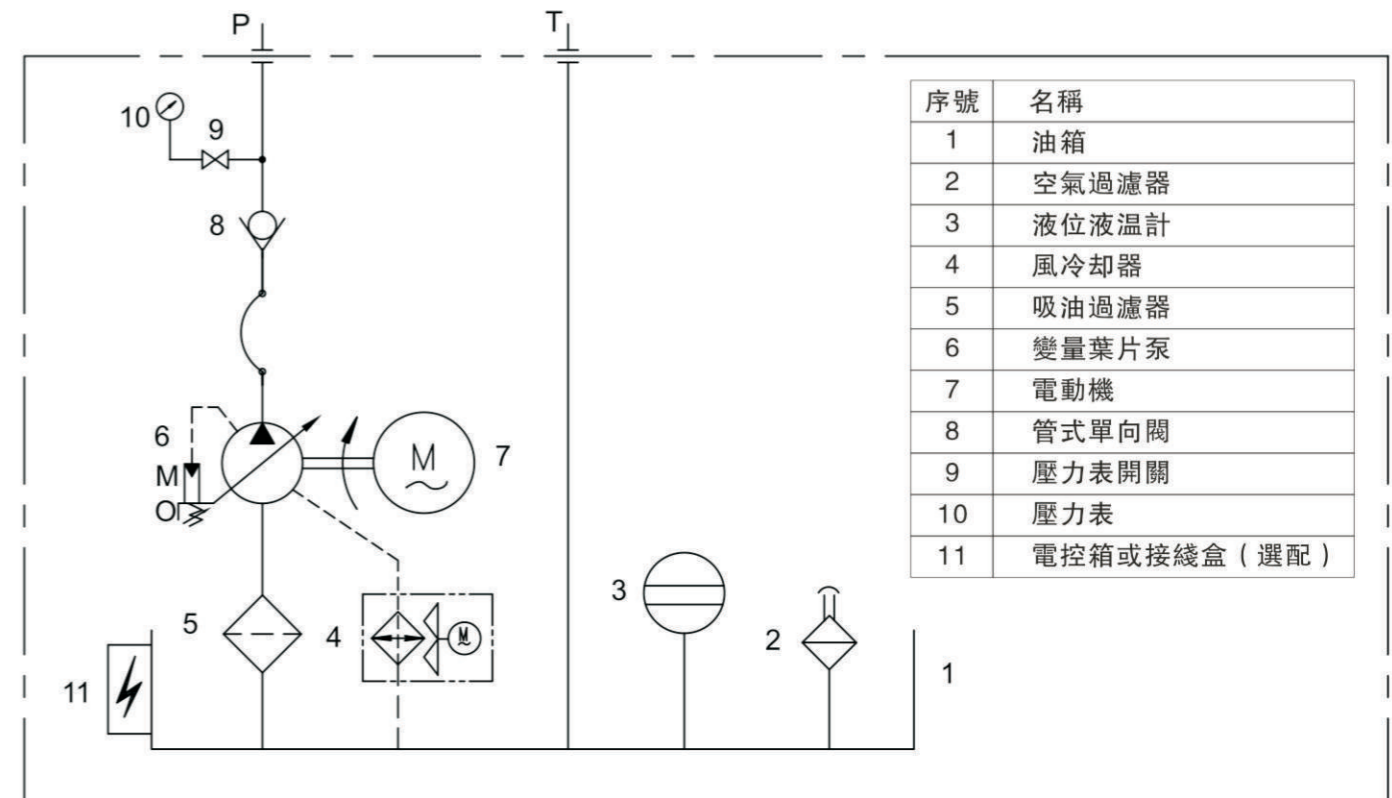 P
T
10
9
8
6
M
O
M
7
5
4
M
3
2
1
11
序號 名稱
1 油箱
2 空氣過濾器
3 液位液温計
4 風冷却器
5 吸油過濾器
6 變量葉片泵
7 電動機
8 管式單向閥
9 壓力表開關
10 壓力表
11 電控箱或接綫盒(選配)